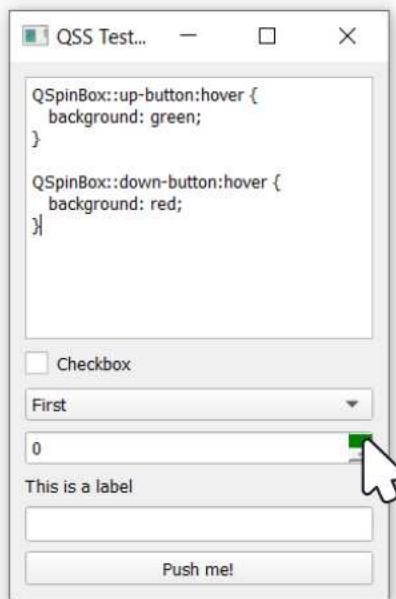 QSS Test...
QSpinBox::up-button:hover {
   background: green;
}

QSpinBox::down-button:hover {
   background: red;
}
Checkbox
First
0
This is a label
Push me!